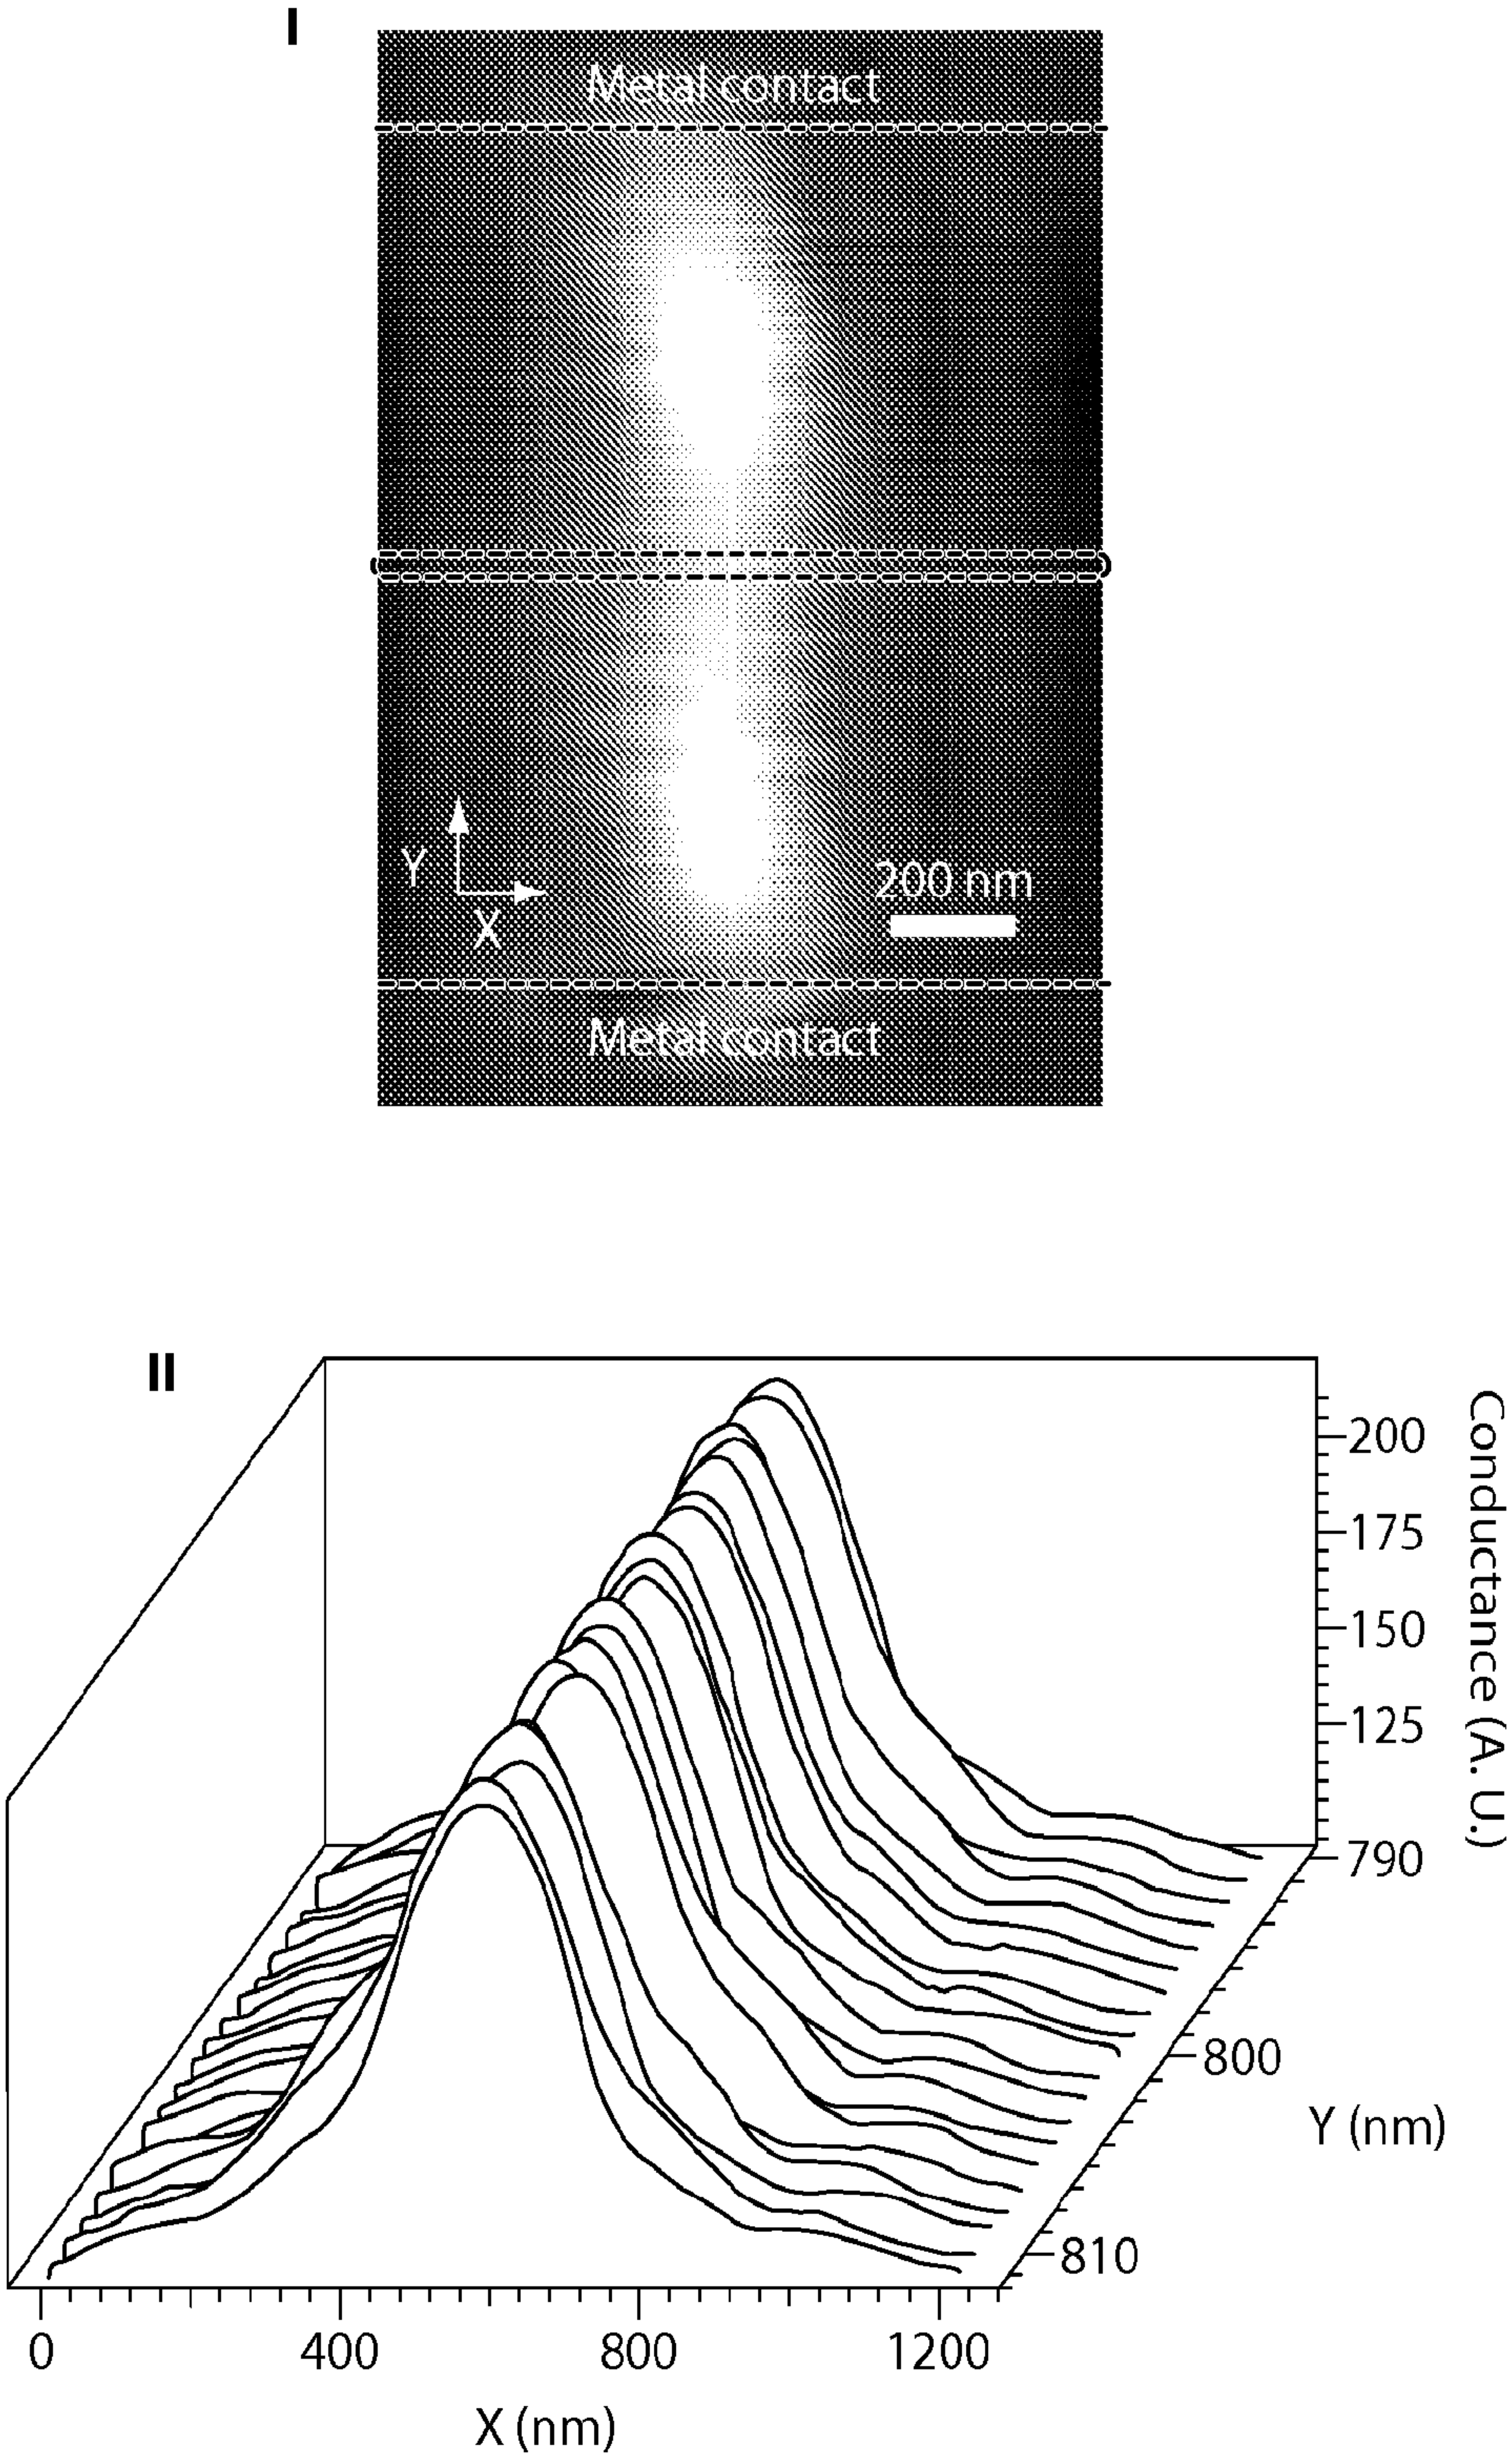 I
Metal contact
Y
X
200 nm
Metal contact
II
200
175
150
125
Conductance (A. U.)
790
800
810
Y (nm)
0 400 800 1200
X (nm)